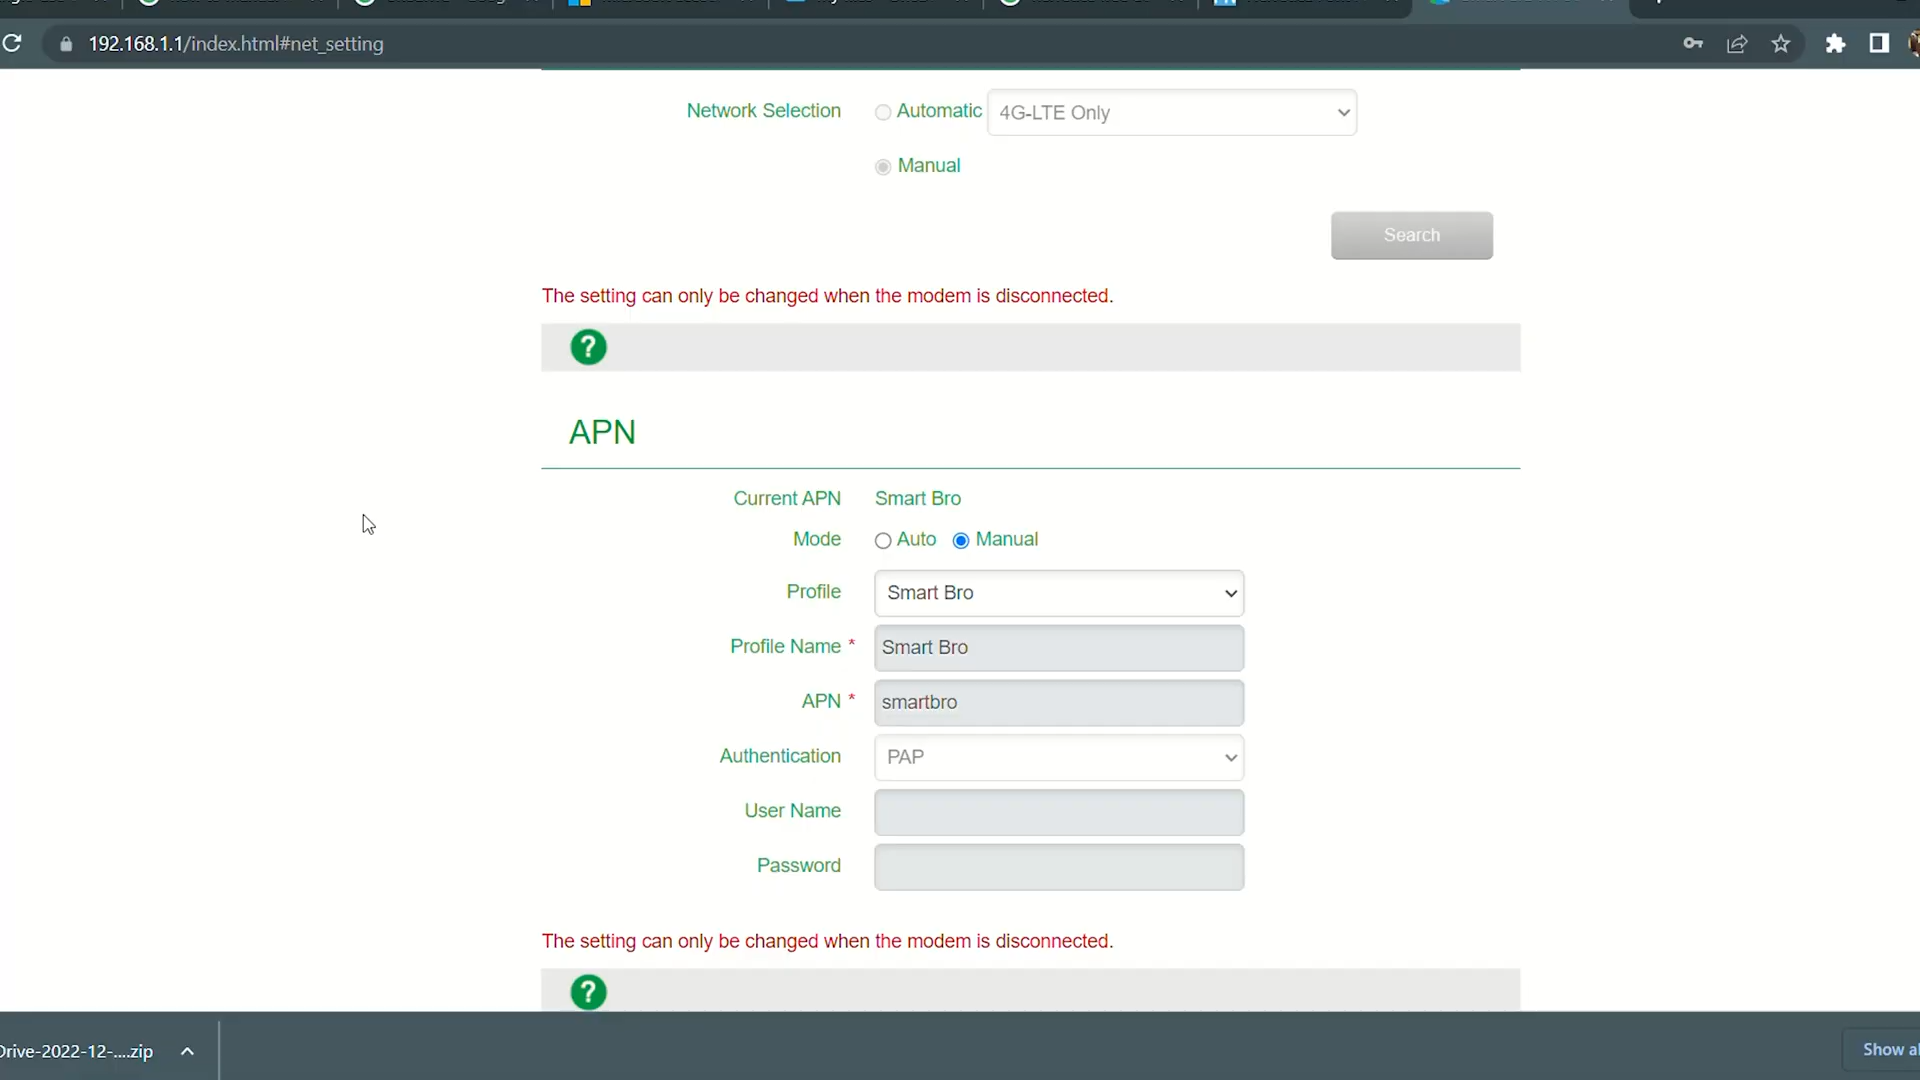 192.168.1.1/index.html#net_setting
Network Selection
Automatic
4G-LTE Only
Manual
Search
The setting can only be changed when the modem is disconnected.
?
APN
Current APN
Smart Bro
Mode
Auto
Manual
Profile
Smart Bro
Profile Name *
Smart Bro
APN *
smartbro
Authentication
PAP
User Name
Password
The setting can only be changed when the modem is disconnected.
?
Drive-2022-12-....zip
Show al